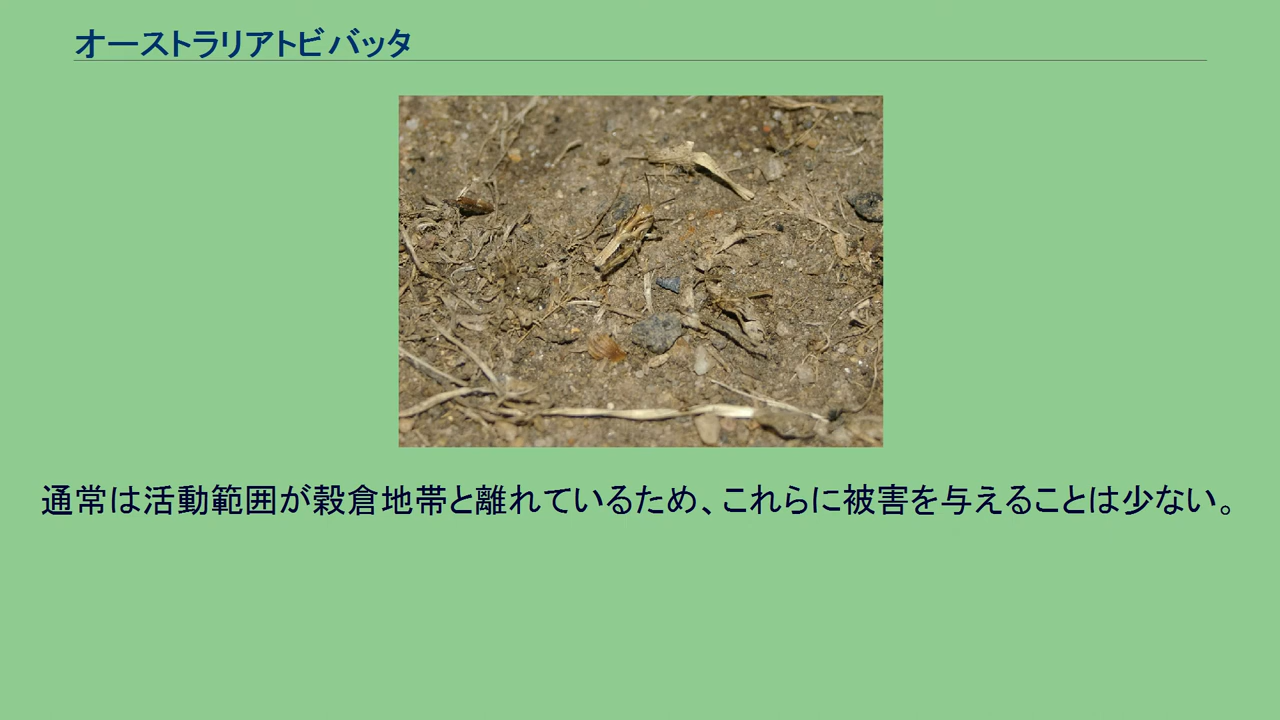 オーストラリアトビバッタ
通常は活動範囲が穀倉地帯と離れているため、これらに被害を与えることは少ない。